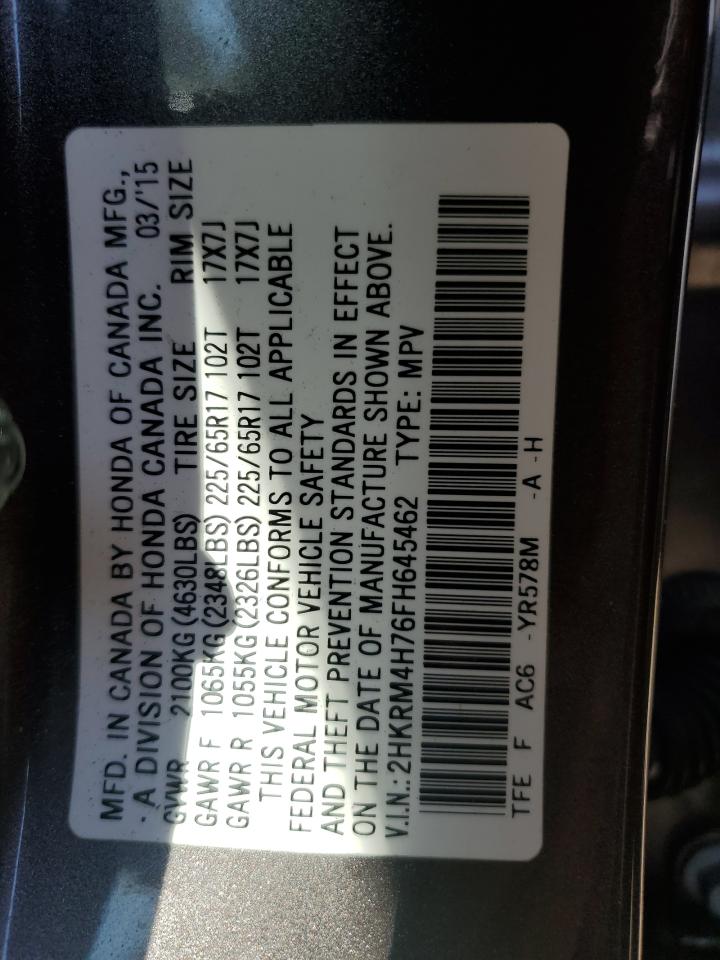 MFD. IN CANADA BY HONDA OF CANADA MFG.,
A DIVISION OF HONDA CANADA INC. 03/'15
GVWR 2100KG (4630LBS) TIRE SIZE RIM SIZE
GAWR F 1065KG (2348LBS) 225/65R17 102T 17X7J
GAWR R 1055KG (2326LBS) 225/65R17 102T 17X7J
THIS VEHICLE CONFORMS TO ALL APPLICABLE
FEDERAL MOTOR VEHICLE SAFETY
AND THEFT PREVENTION STANDARDS IN EFFECT
ON THE DATE OF MANUFACTURE SHOWN ABOVE.
V.I.N.: 2HKRM4H76FH645462 TYPE: MPV
TFE F AC6 -YR578M -A -H